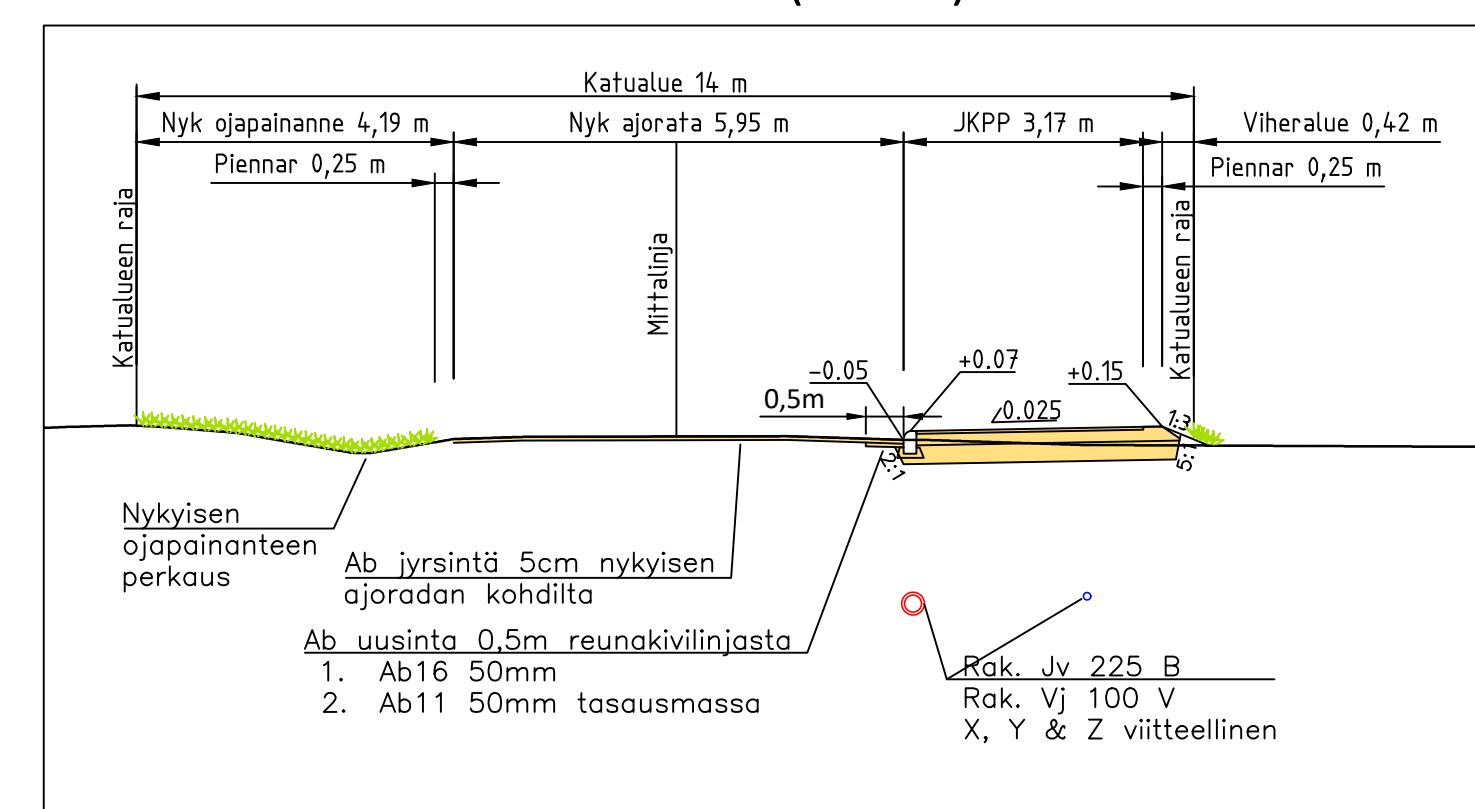 Katualue 14 m
Nyk ojapainanne 4,19 m
Nyk ajorata 5,95 m
JKPP 3,17 m
Viheralue 0,42 m
Piennar 0,25 m
Piennar 0,25 m
Katualueen raja
Mittalinja
Katualueen raja
-0.05
+0.07
+0.15
0,5m
0.025
1:3
2:1
5:1
Nykyisen
ojapainanteen
perkaus
Ab jyrsintä 5cm nykyisen
ajoradan kohdilta
Ab uusinta 0,5m reunakivilinjasta
1. Ab16 50mm
2. Ab11 50mm tasausmassa
Rak. Jv 225 B
Rak. Vj 100 V
X, Y & Z viitteellinen